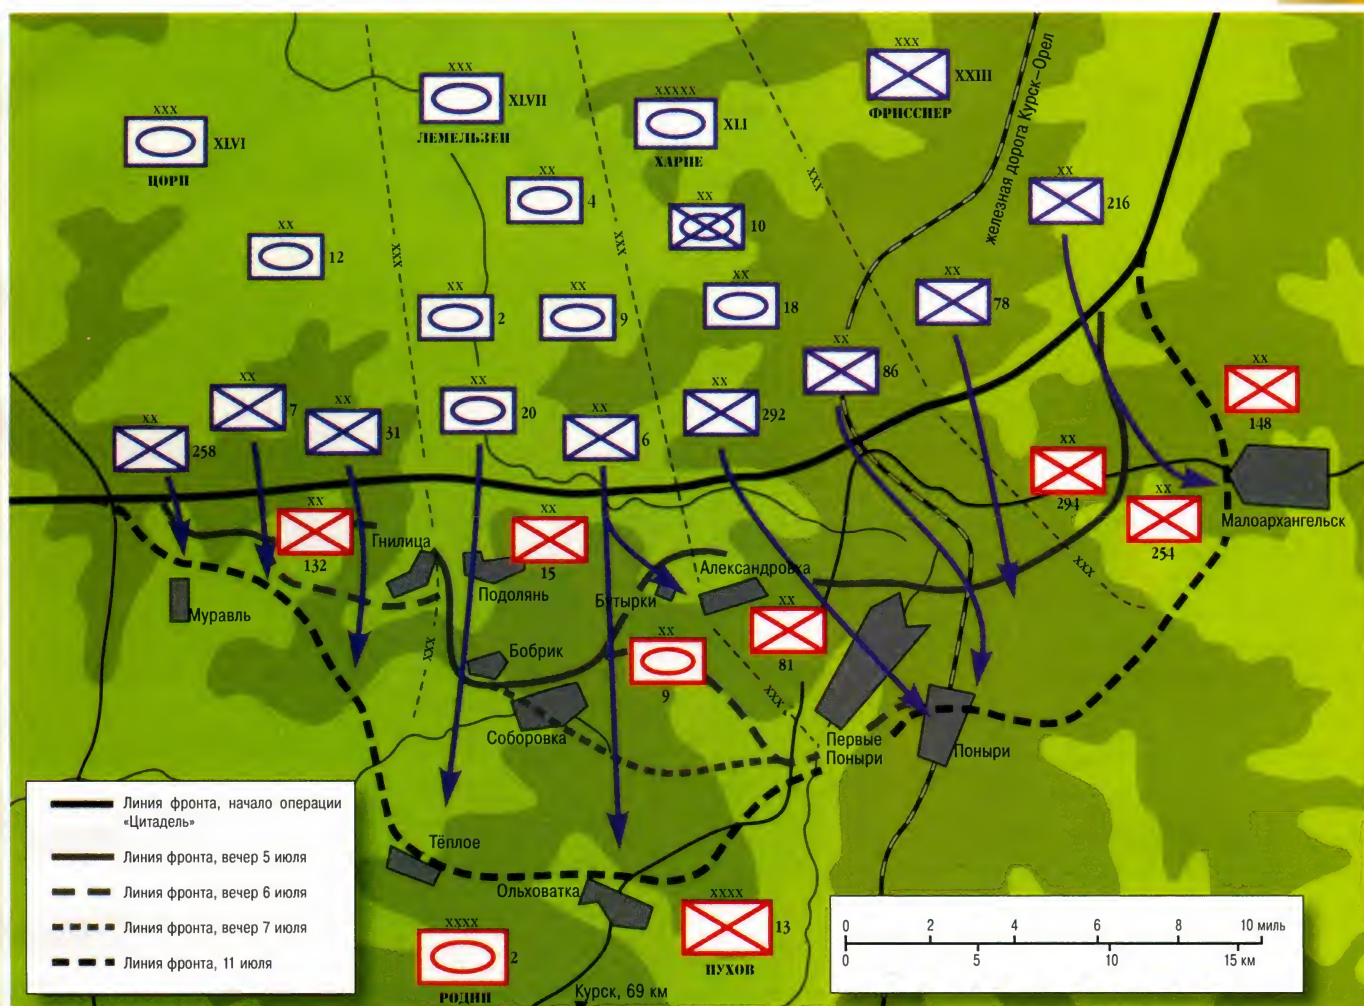 XXX
XXIII
ФРИССНЕР
XXX
XLVII
ЛЕМЕЛЬЗЕН
XXXXX
XLI
ХАРПЕ
XXX
XLVI
ЦОРН
железная дорога Курск–Орел
XX
4
XX
10
XX
216
XXX
XXX
XXX
XX
12
XX
2
XX
9
XX
18
XX
78
XX
86
XX
7
XX
31
XX
20
XX
6
XX
292
XX
258
XX
148
XX
294
XX
254
Малоархангельск
XX
132
Гнилица
XX
15
Подолянь
Бутырки
Александровка
XXX
Муравль
XXX
Бобрик
XX
9
XX
81
XXX
Соборовка
Первые
Поныри
Поныри
Тёплое
Ольховатка
XXXX
13
ПУХОВ
XXXX
2
РОДИН
Курск, 69 км
Линия фронта, начало операции
«Цитадель»
Линия фронта, вечер 5 июля
Линия фронта, вечер 6 июля
Линия фронта, вечер 7 июля
Линия фронта, 11 июля
0 2 4 6 8 10 миль
0 5 10 15 км